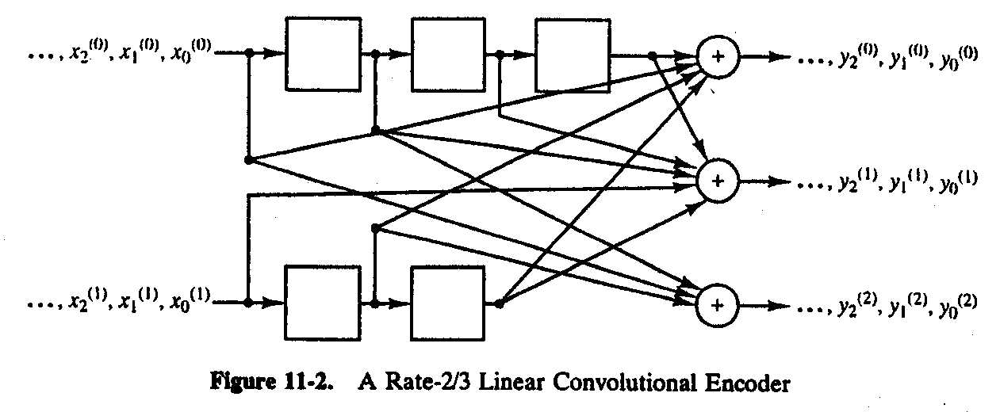 ..., x₂⁽⁰⁾, x₁⁽⁰⁾, x₀⁽⁰⁾ + ..., y₂⁽⁰⁾, y₁⁽⁰⁾, y₀⁽⁰⁾
+ ..., y₂⁽¹⁾, y₁⁽¹⁾, y₀⁽¹⁾
..., x₂⁽¹⁾, x₁⁽¹⁾, x₀⁽¹⁾ + ..., y₂⁽²⁾, y₁⁽²⁾, y₀⁽²⁾
Figure 11-2. A Rate-2/3 Linear Convolutional Encoder